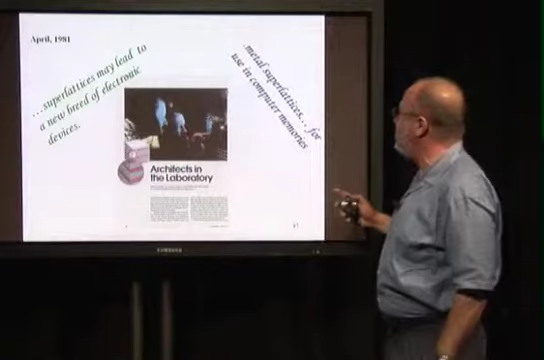 April, 1981
...superlattices may lead to
a new breed of electronic
devices.
metal superlattices... for
use in computer memories
Architects in
the Laboratory
17
SAMSUNG